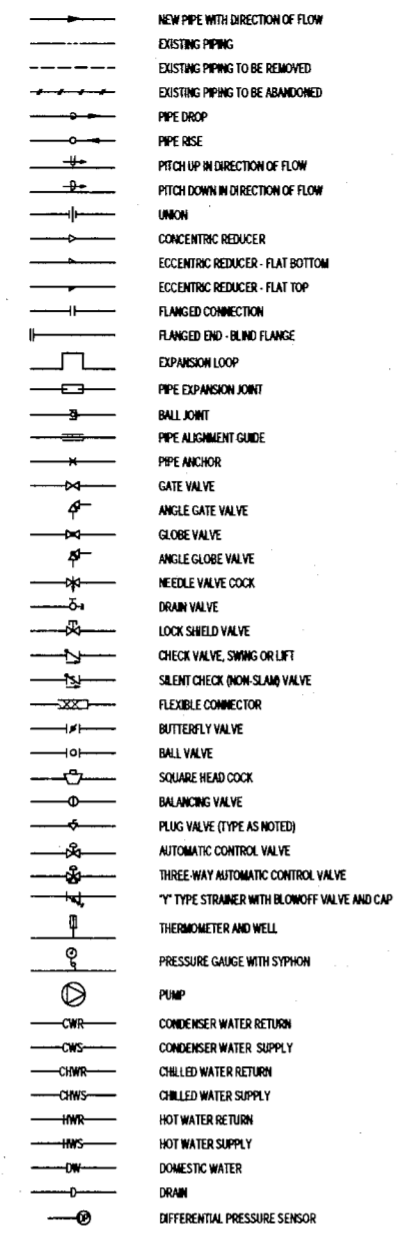 NEW PIPE WITH DIRECTION OF FLOW
EXISTING PIPING
EXISTING PIPING TO BE REMOVED
EXISTING PIPING TO BE ABANDONED
PIPE DROP
PIPE RISE
PITCH UP IN DIRECTION OF FLOW
PITCH DOWN IN DIRECTION OF FLOW
UNION
CONCENTRIC REDUCER
ECCENTRIC REDUCER - FLAT BOTTOM
ECCENTRIC REDUCER - FLAT TOP
FLANGED CONNECTION
FLANGED END - BLIND FLANGE
EXPANSION LOOP
PIPE EXPANSION JOINT
BALL JOINT
PIPE ALIGNMENT GUIDE
PIPE ANCHOR
GATE VALVE
ANGLE GATE VALVE
GLOBE VALVE
ANGLE GLOBE VALVE
NEEDLE VALVE COCK
DRAIN VALVE
LOCK SHIELD VALVE
CHECK VALVE, SWING OR LIFT
SILENT CHECK (NON-SLAM) VALVE
FLEXIBLE CONNECTOR
BUTTERFLY VALVE
BALL VALVE
SQUARE HEAD COCK
BALANCING VALVE
PLUG VALVE (TYPE AS NOTED)
AUTOMATIC CONTROL VALVE
THREE-WAY AUTOMATIC CONTROL VALVE
"Y" TYPE STRAINER WITH BLOWOFF VALVE AND CAP
THERMOMETER AND WELL
PRESSURE GAUGE WITH SYPHON
PUMP
CWR CONDENSER WATER RETURN
CWS CONDENSER WATER SUPPLY
CHWR CHILLED WATER RETURN
CHWS CHILLED WATER SUPPLY
HWR HOT WATER RETURN
HWS HOT WATER SUPPLY
DW DOMESTIC WATER
D DRAIN
DP DIFFERENTIAL PRESSURE SENSOR